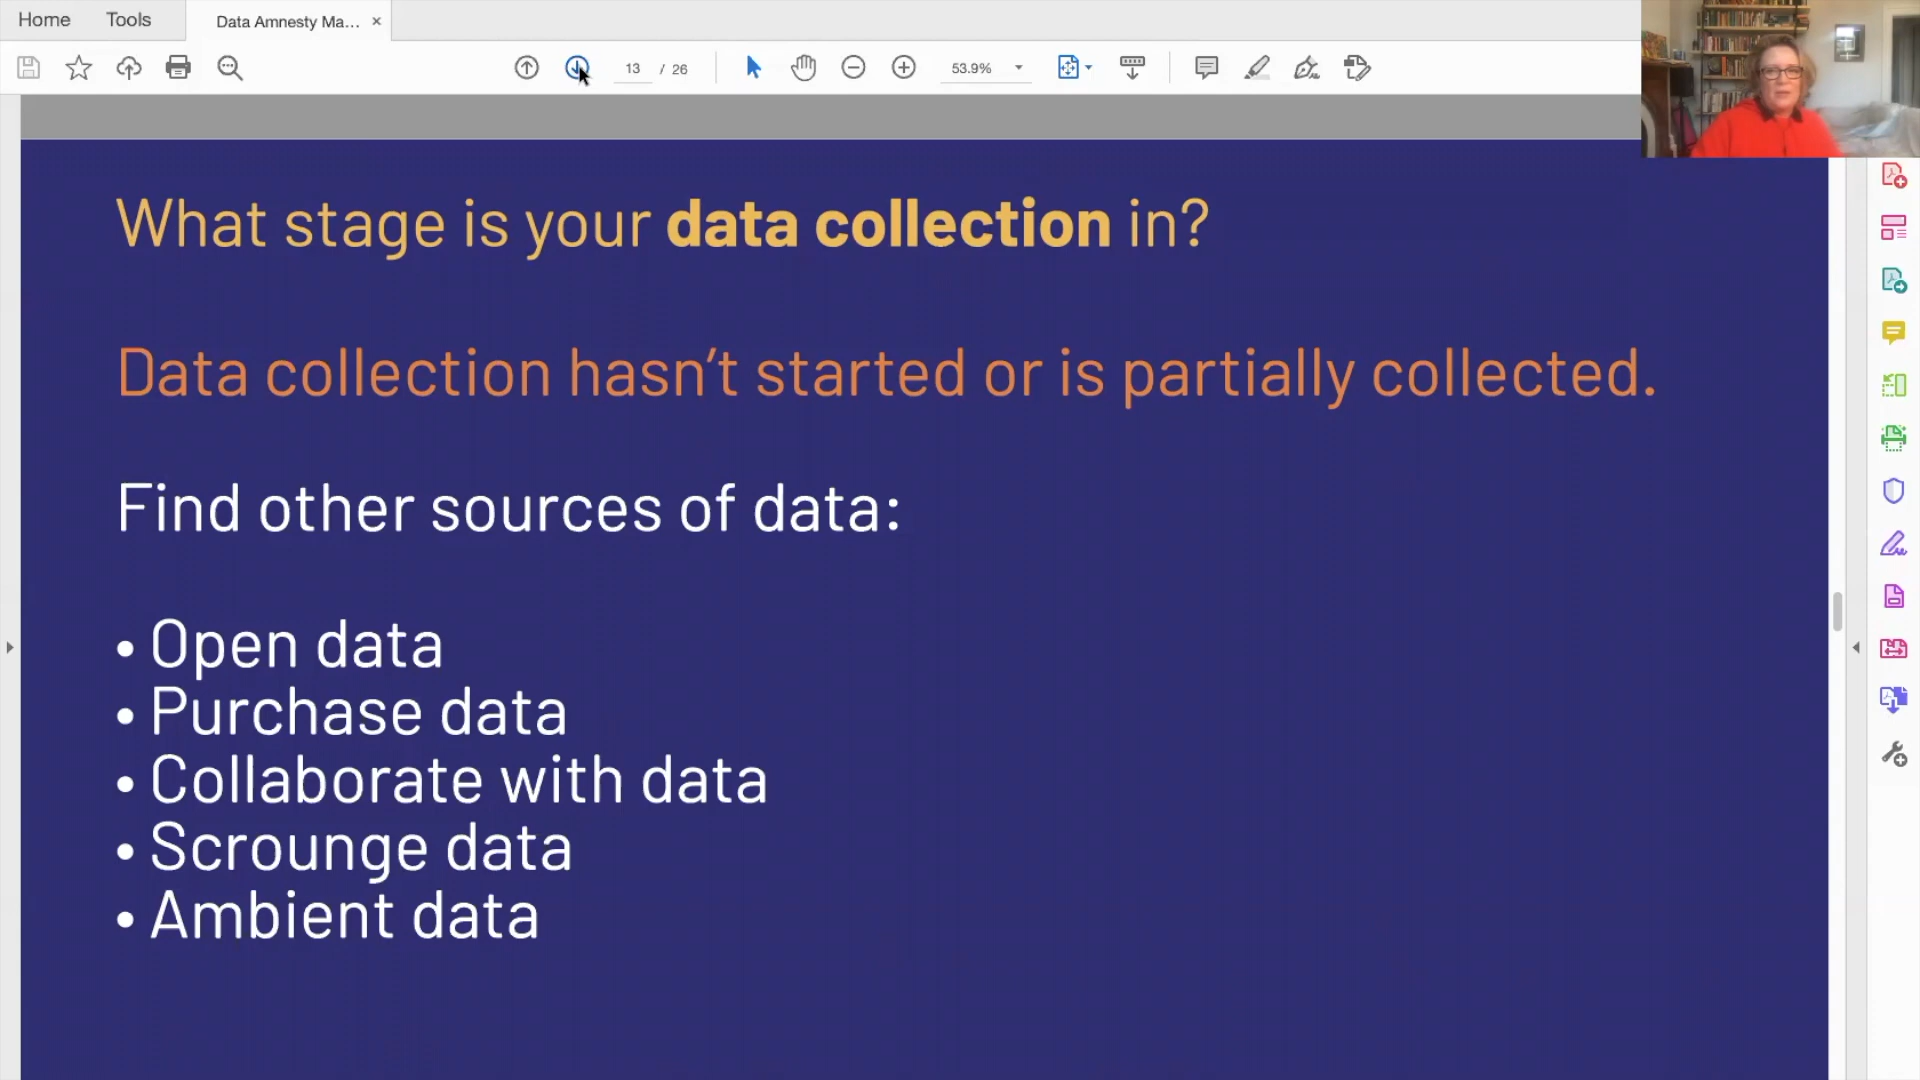 Home
Tools
Data Amnesty Ma...
13 / 26
53.9%
What stage is your data collection in?
Data collection hasn’t started or is partially collected.
Find other sources of data:
• Open data
• Purchase data
• Collaborate with data
• Scrounge data
• Ambient data